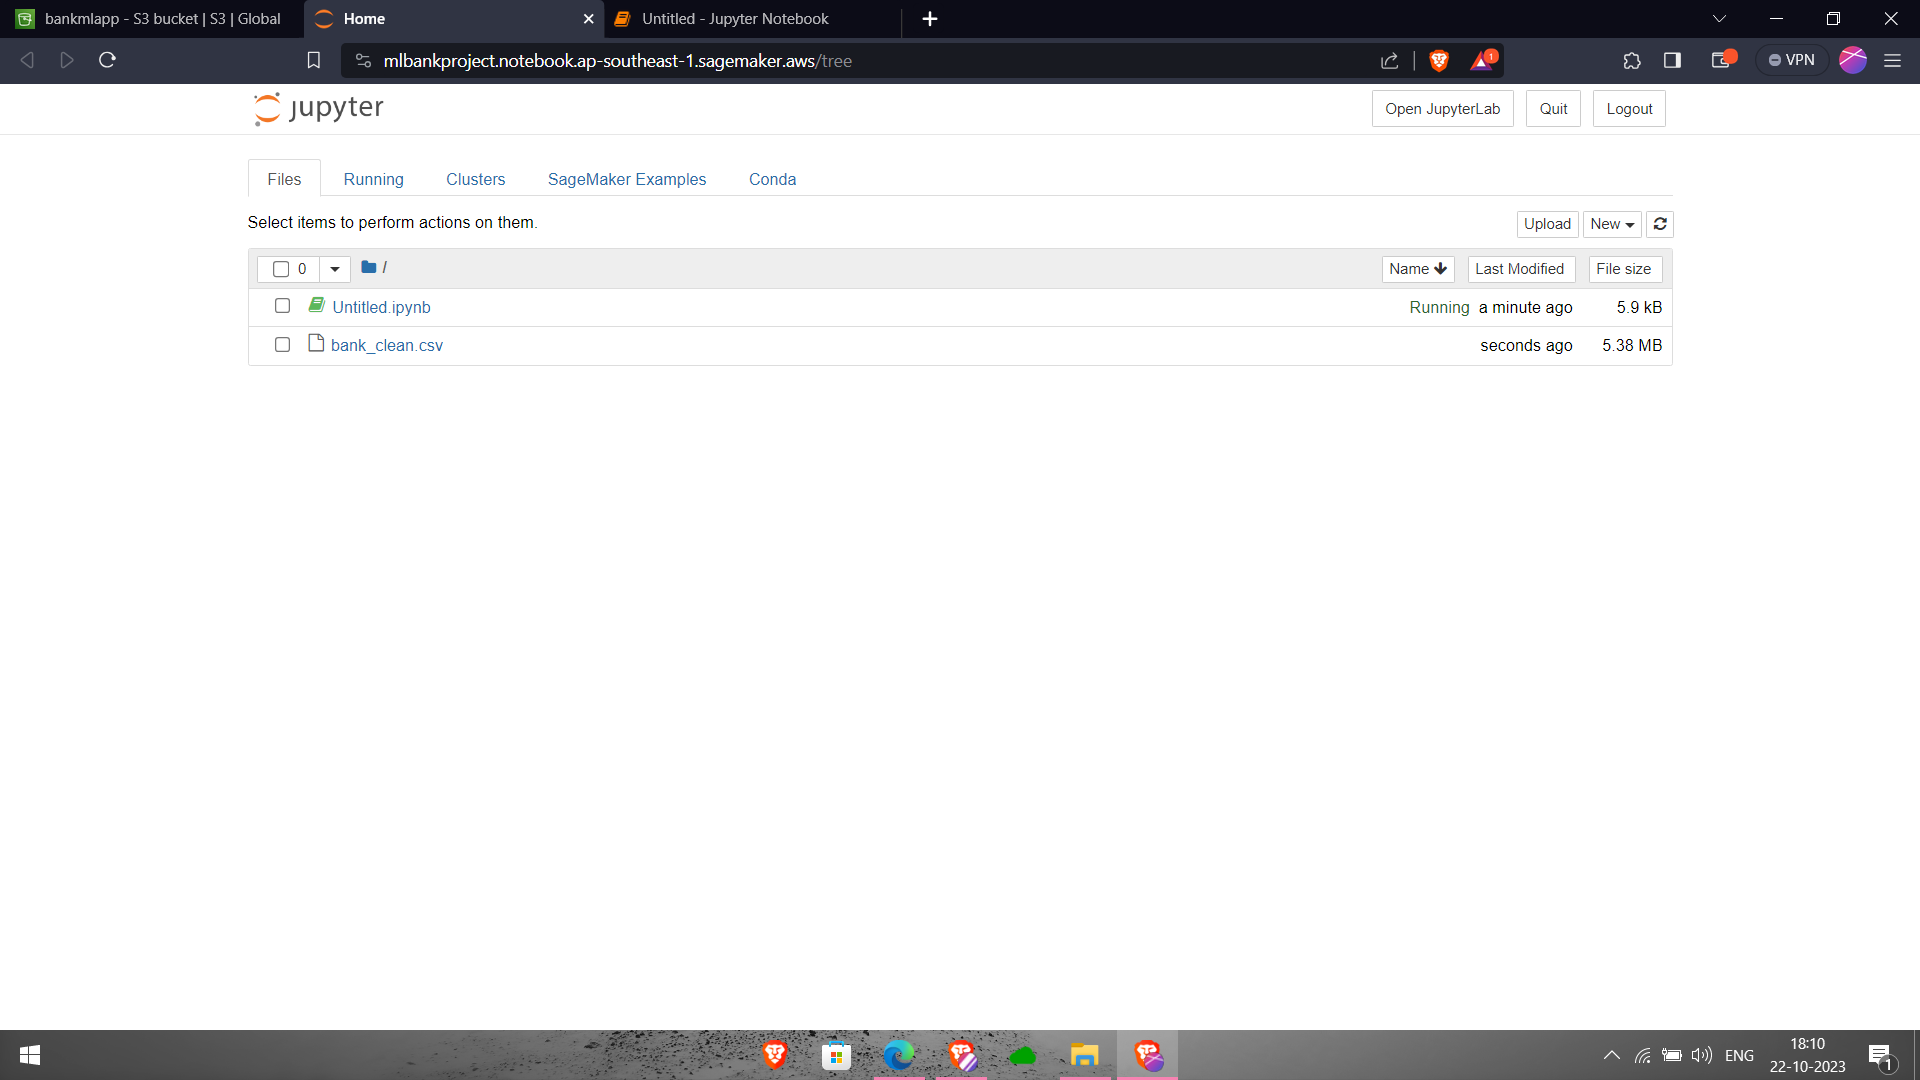 bankmlapp - S3 bucket | S3 | Global
Home
Untitled - Jupyter Notebook
mlbankproject.notebook.ap-southeast-1.sagemaker.aws/tree
1
VPN
jupyter
Open JupyterLab
Quit
Logout
Files
Running
Clusters
SageMaker Examples
Conda
Select items to perform actions on them.
Upload
New
0
/
Name
Last Modified
File size
Untitled.ipynb
Running
a minute ago
5.9 kB
bank_clean.csv
seconds ago
5.38 MB
ENG
18:10
22-10-2023
1